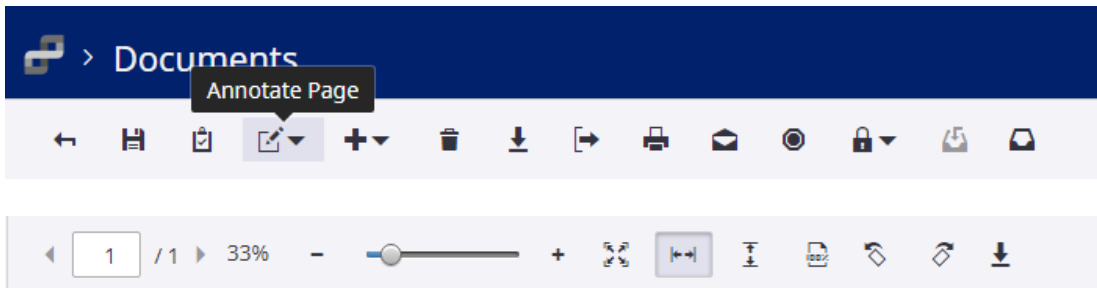 > Documents
Annotate Page
1 / 1 33% - +